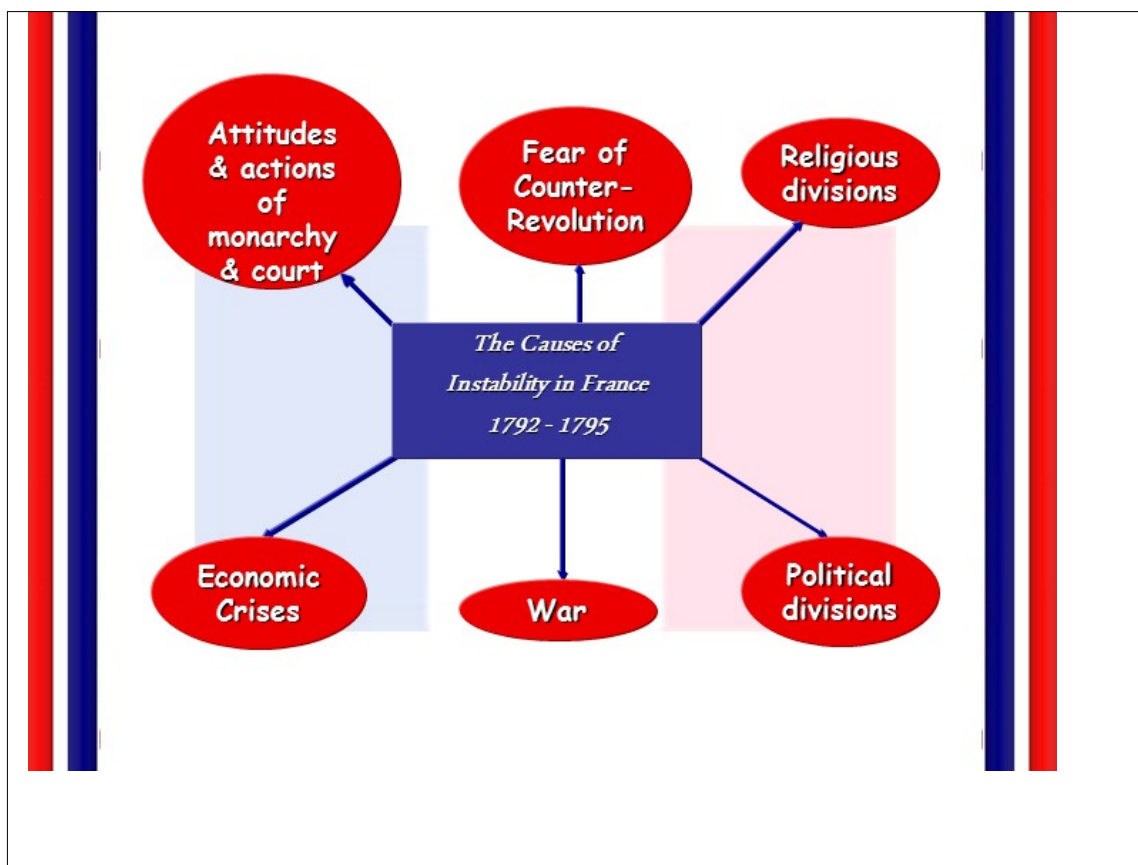 Attitudes
& actions
of
monarchy
& court
Fear of
Counter-
Revolution
Religious
divisions
The Causes of
Instability in France
1792 - 1795
Economic
Crises
War
Political
divisions